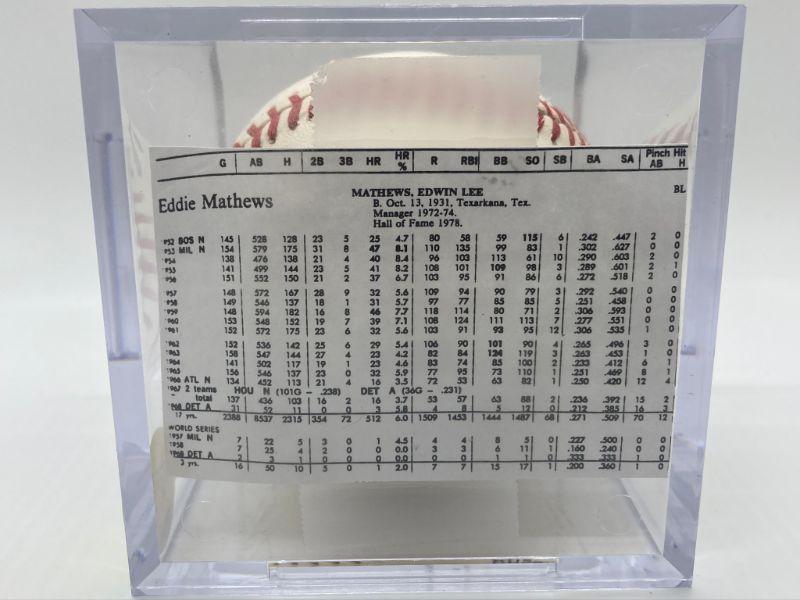 G AB H 2B 3B HR HR % R RBI BB SO SB BA SA Pinch Hit AB H
Eddie Mathews
MATHEWS, EDWIN LEE BL
B. Oct. 13, 1931, Texarkana, Tex.
Manager 1972-74.
Hall of Fame 1978.
1952 BOS N 145 528 128 23 5 25 4.7 80 58 59 115 6 .242 .447 2 0
1953 MIL N 154 579 175 31 8 47 8.1 110 135 99 83 1 .302 .627 0 0
1954 138 476 138 21 4 40 8.4 96 103 113 61 10 .290 .603 2 0
1955 141 499 144 23 5 41 8.2 108 101 109 98 3 .289 .601 2 1
1956 151 552 150 21 2 37 6.7 103 95 91 86 6 .272 .518 0
1957 148 572 167 28 9 32 5.6 109 94 90 79 3 .292 .540 0 0
1958 149 546 137 18 1 31 5.7 97 77 85 85 5 .251 .458 0 0
1959 148 594 182 16 8 46 7.7 118 114 80 71 2 .306 .593 0 0
1960 153 548 152 19 7 39 7.1 108 124 111 113 7 .277 .551 0 0
1961 152 572 175 23 6 32 5.6 103 91 93 95 12 .306 .535 1 0
1962 152 536 142 25 6 29 5.4 106 90 101 90 4 .265 .496 3 0
1963 158 547 144 27 4 23 4.2 82 84 124 119 3 .263 .453 1 0
1964 141 502 117 19 1 23 4.6 83 74 85 100 2 .233 .412 6 1
1965 156 546 137 23 0 32 5.9 77 95 73 110 1 .251 .469 8 1
1966 ATL N 134 452 113 21 4 16 3.5 72 53 63 82 1 .250 .420 12 4
1967 2 teams HOU N (101G - .238) DET A (36G - .231)
total 137 436 103 16 2 16 3.7 53 57 63 88 2 .236 .392 15 2
1968 DET A 31 52 11 0 0 3 5.8 4 8 5 12 0 .212 .385 16 3
17 yrs. 2388 8537 2315 354 72 512 6.0 1509 1453 1444 1487 68 .271 .509 70 12
WORLD SERIES
1957 MIL N 7 22 5 3 0 1 4.5 4 4 8 5 0 .227 .500 0 0
1958 7 25 4 2 0 0 0.0 3 3 6 11 1 .160 .240 0 0
1968 DET A 2 3 1 0 0 0 0.0 0 0 1 1 0 .333 .333 1 0
3 yrs. 16 50 10 5 0 1 2.0 7 7 15 17 1 .200 .360 1 0